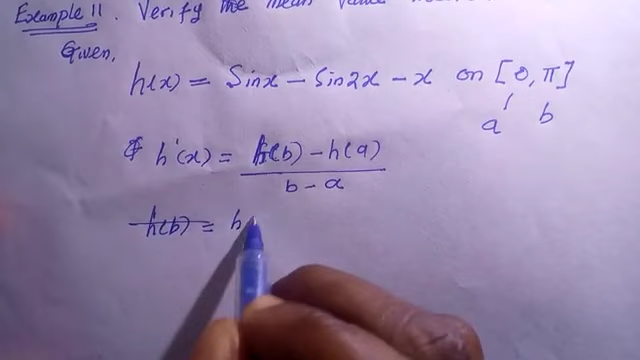 Example 11. Verify the mean value
Given,
h(x) = Sinx - Sin2x - x on [0, π]
a b
h'(x) = h(b) - h(a)
b - a
h(b) = h